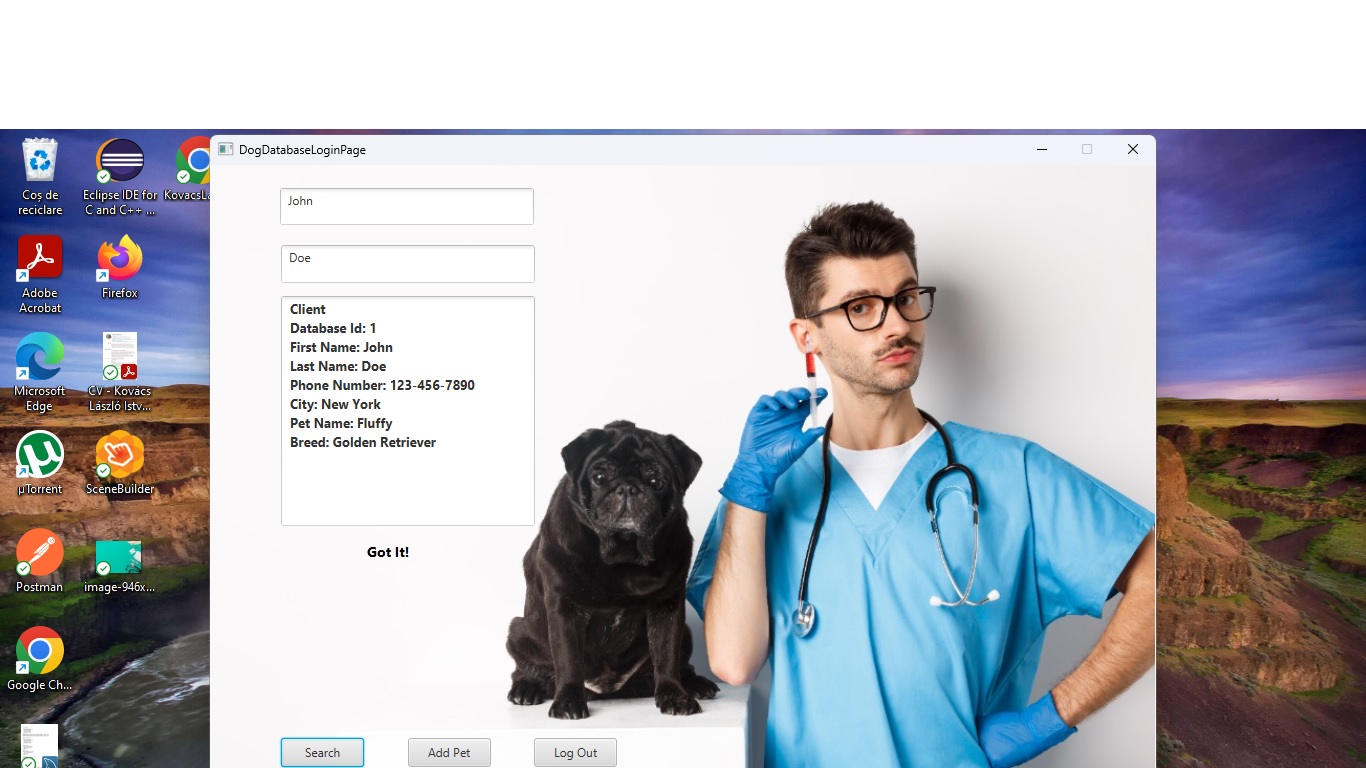 DogDatabaseLoginPage
Coș de
reciclare
Eclipse IDE for
C and C++ ...
KovacsLa
Adobe
Acrobat
Firefox
Microsoft
Edge
CV - Kovács
László Istv...
µTorrent
SceneBuilder
Postman
image-946x...
Google Ch...
John
Doe
Client
Database Id: 1
First Name: John
Last Name: Doe
Phone Number: 123-456-7890
City: New York
Pet Name: Fluffy
Breed: Golden Retriever
Got It!
Search
Add Pet
Log Out